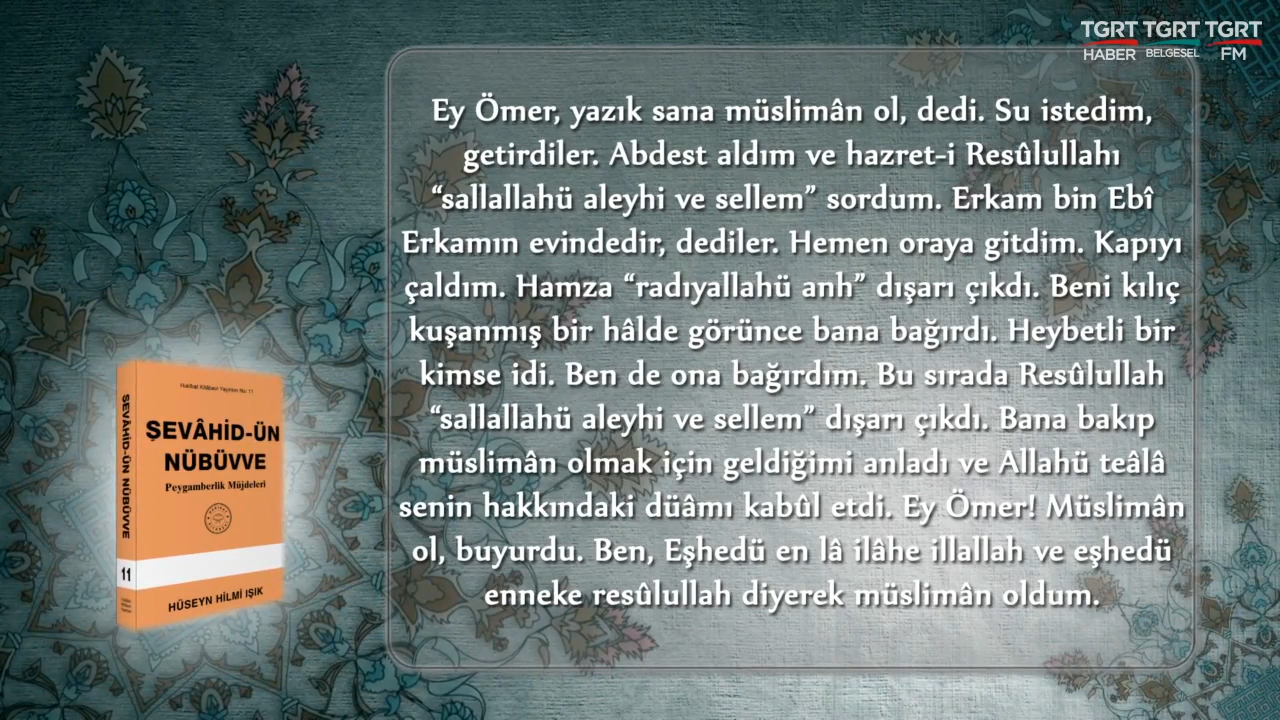 TGRT TGRT TGRT
HABER BELGESEL FM
Ey Ömer, yazık sana müslimân ol, dedi. Su istedim,
getirdiler. Abdest aldım ve hazret-i Resûlullahı
“sallallahü aleyhi ve sellem” sordum. Erkam bin Ebî
Erkamın evindedir, dediler. Hemen oraya gitdim. Kapıyı
çaldım. Hamza “radıyallahü anh” dışarı çıkdı. Beni kılıç
kuşanmış bir hâlde görünce bana bağırdı. Heybetli bir
kimse idi. Ben de ona bağırdım. Bu sırada Resûlullah
“sallallahü aleyhi ve sellem” dışarı çıkdı. Bana bakıp
müslimân olmak için geldiğimi anladı ve Allahü teâlâ
senin hakkındaki düâmı kabûl etdi. Ey Ömer! Müslimân
ol, buyurdu. Ben, Eşhedü en lâ ilâhe illallah ve eşhedü
enneke resûlullah diyerek müslimân oldum.
Hakîkat Kitâbevi Yayınları No: 11
ŞEVÂHİD-ÜN
NÜBÜVVE
Peygamberlik Müjdeleri
HÜSEYN HİLMİ IŞIK
ŞEVÂHİD-ÜN NÜBÜVVE
11